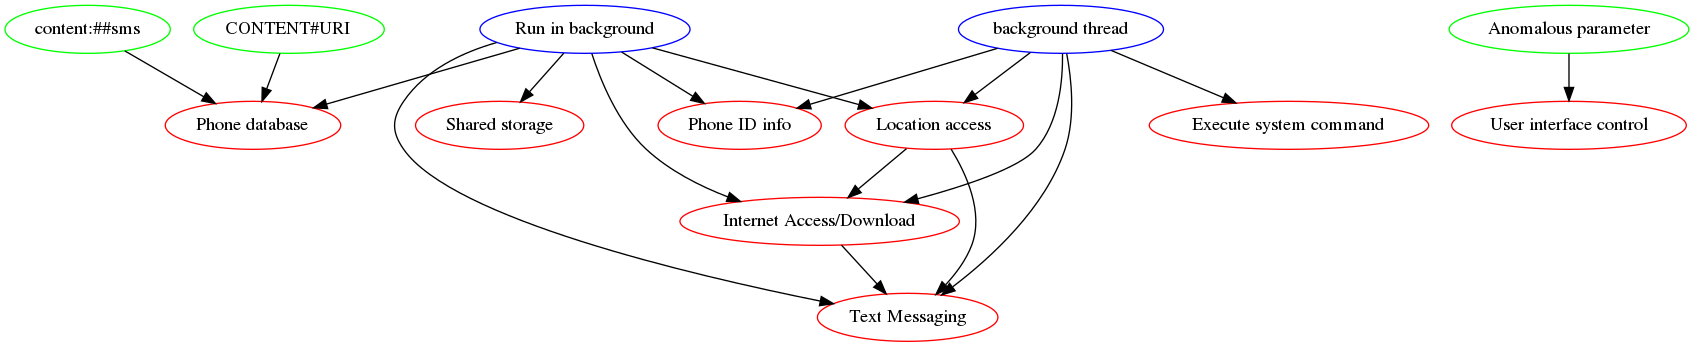 content:##sms
CONTENT#URI
Run in background
background thread
Anomalous parameter
Phone database
Shared storage
Phone ID info
Location access
Execute system command
User interface control
Internet Access/Download
Text Messaging